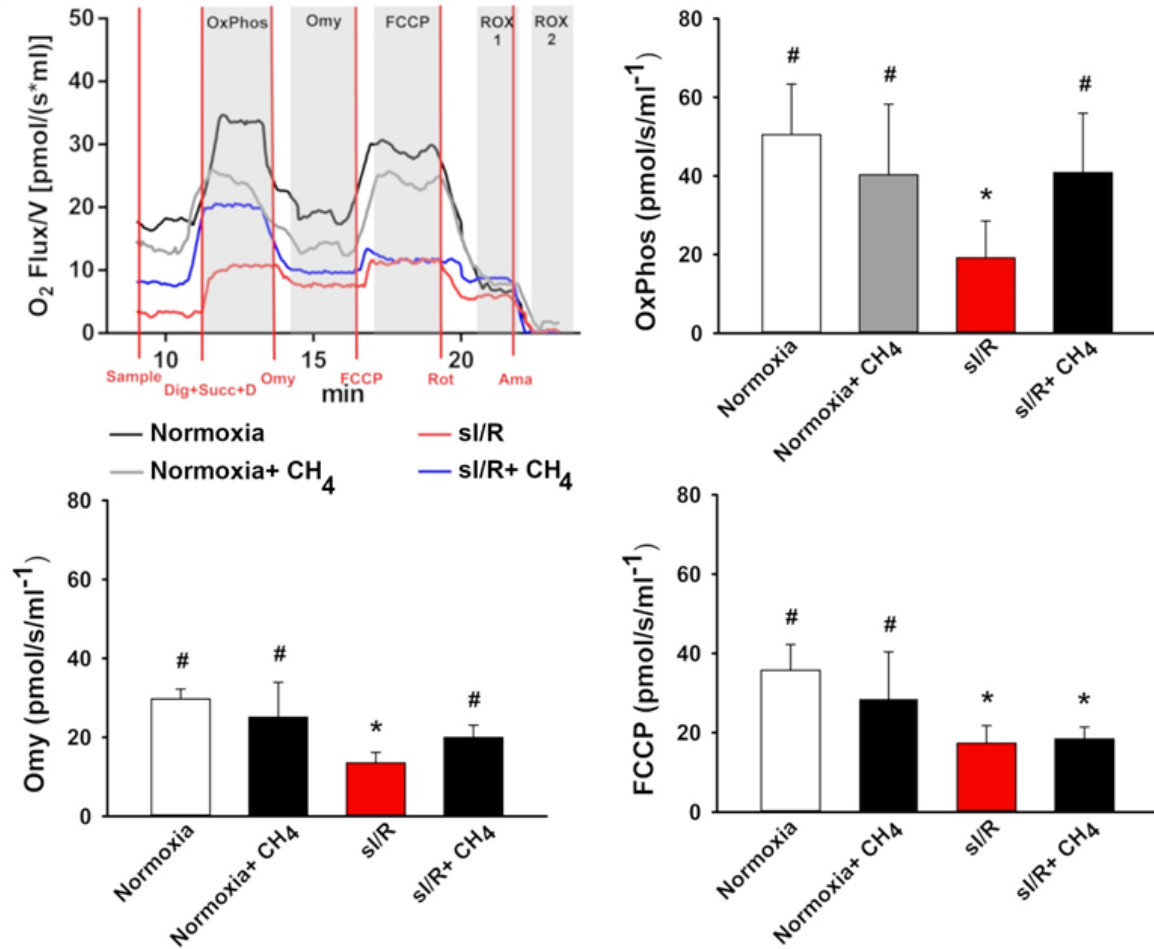 O2 Flux/V [pmol/(s*ml)]
50
40
30
20
10
0
OxPhos
Omy
FCCP
ROX
1
ROX
2
10
15
20
Sample
Dig+Succ+D
Omy
FCCP
Rot
Ama
min
Normoxia
sI/R
Normoxia+ CH4
sI/R+ CH4
OxPhos (pmol/s/ml-1)
80
60
40
20
0
#
#
*
#
Normoxia
Normoxia+ CH4
sI/R
sI/R+ CH4
Omy (pmol/s/ml-1)
80
60
40
20
0
#
#
*
#
Normoxia
Normoxia+ CH4
sI/R
sI/R+ CH4
FCCP (pmol/s/ml-1)
80
60
40
20
0
#
#
*
*
Normoxia
Normoxia+ CH4
sI/R
sI/R+ CH4